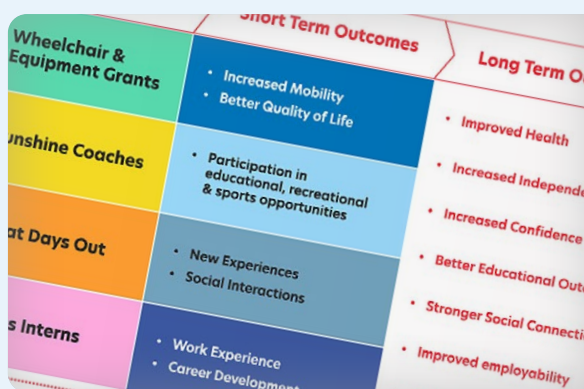 Short Term Outcomes
Long Term O
Wheelchair &
Equipment Grants
• Increased Mobility
• Better Quality of Life
unshine Coaches
• Participation in
educational, recreational
& sports opportunities
at Days Out
• New Experiences
• Social Interactions
s Interns
• Work Experience
• Career Development
• Improved Health
• Increased Independe
• Increased Confidence
• Better Educational Out
• Stronger Social Connecti
• Improved employability